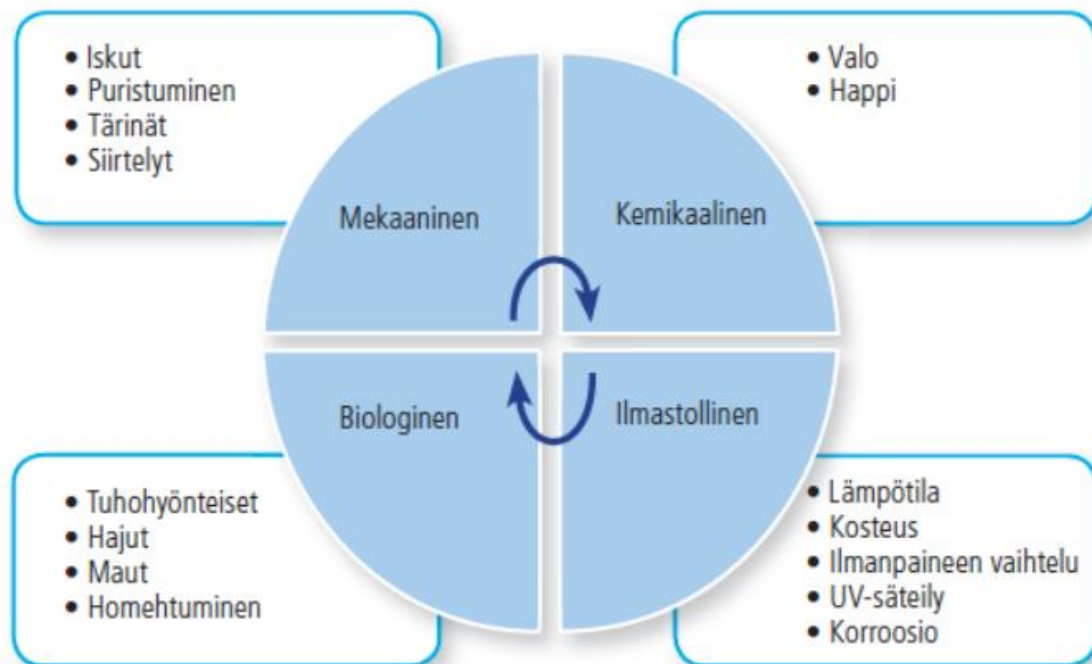 • Iskut
• Puristuminen
• Tärinät
• Siirtelyt
• Valo
• Happi
Mekaaninen
Kemikaalinen
Biologinen
Ilmastollinen
• Tuhohyönteiset
• Hajut
• Maut
• Homehtuminen
• Lämpötila
• Kosteus
• Ilmanpaineen vaihtelu
• UV-säteily
• Korroosio